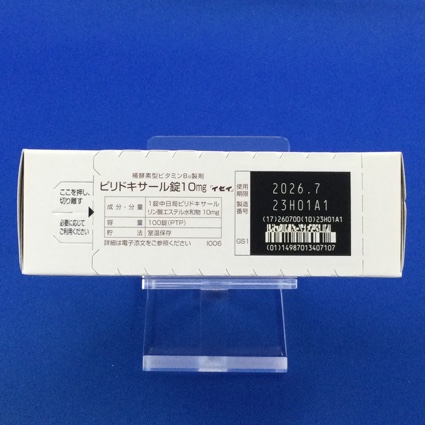 ここを押し、
切り離す
必要に応じて
ご利用ください
補酵素型ビタミンB₆製剤
ピリドキサール錠10mg「イセイ」
成分・分量 1錠中日局ピリドキサール
リン酸エステル水和物 10mg
容量 100錠(PTP)
貯法 室温保存
詳細は電子添文をご参照ください 1006
使用
期限 2026.7
製造
番号 23H01A1
(17)260700(10)23H01A1
GS1
(01)14987013407107